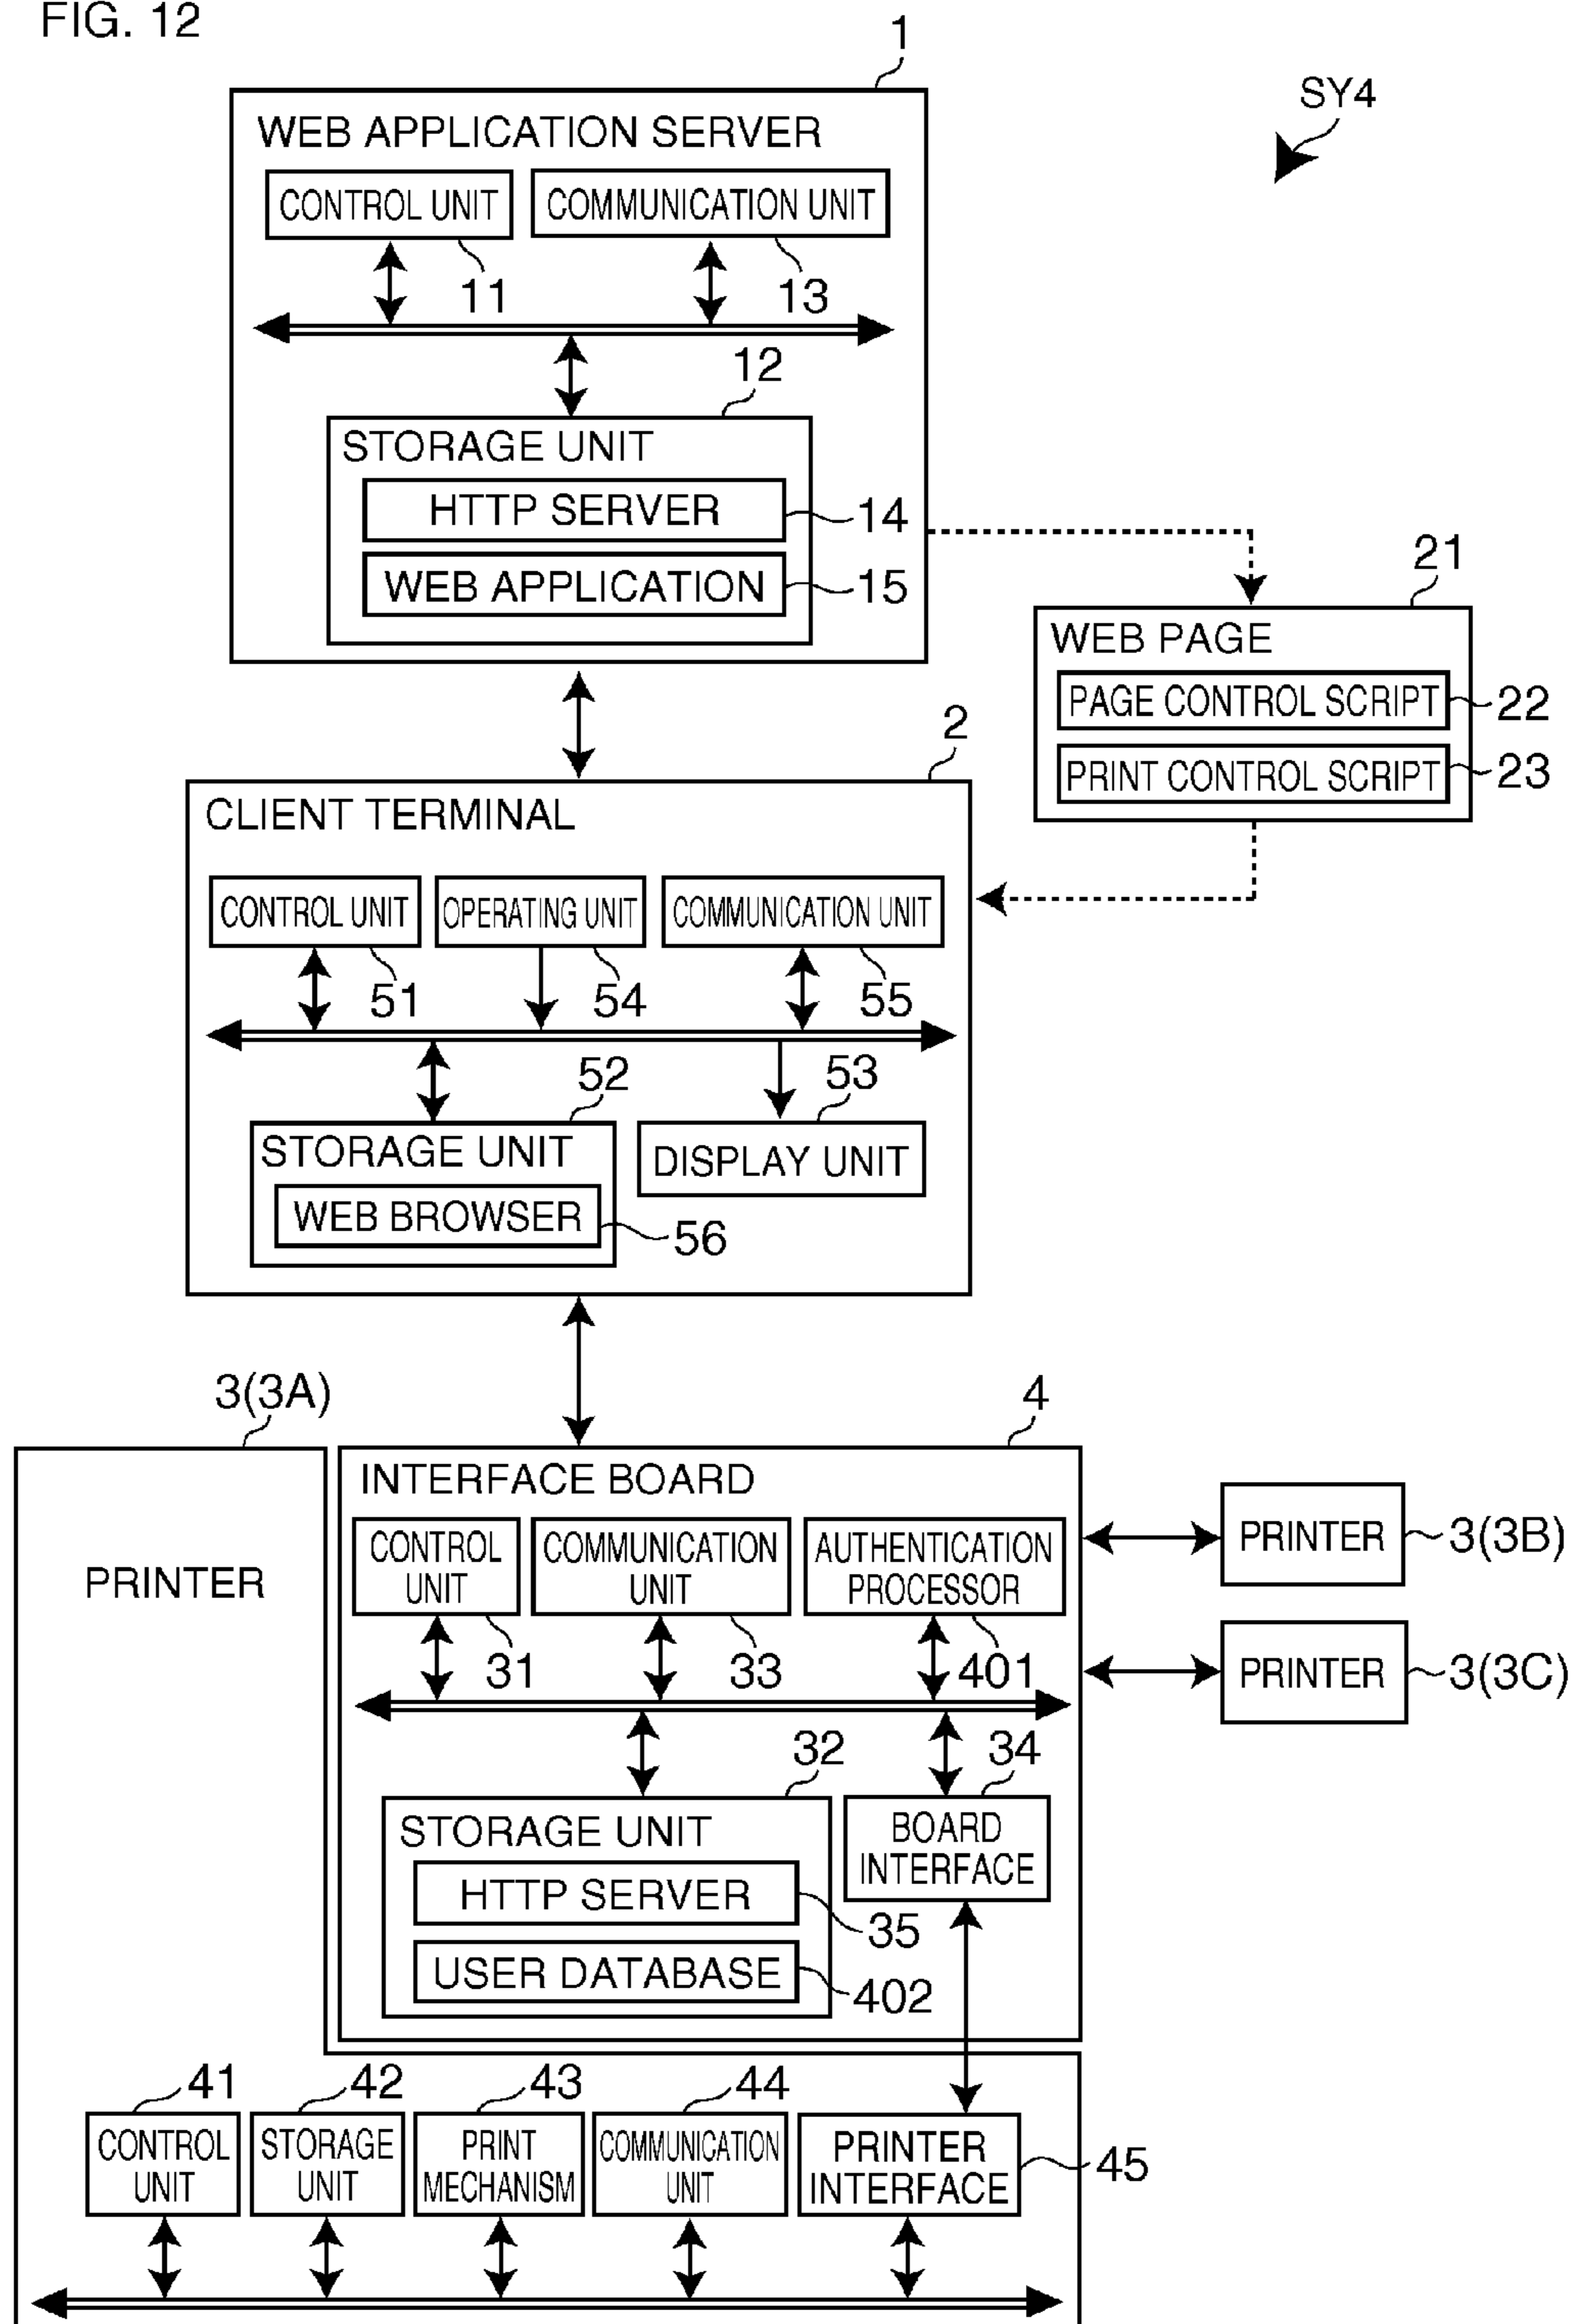 FIG. 12
1
SY4
WEB APPLICATION SERVER
CONTROL UNIT
COMMUNICATION UNIT
11
13
12
STORAGE UNIT
HTTP SERVER
14
WEB APPLICATION
15
21
WEB PAGE
PAGE CONTROL SCRIPT
22
PRINT CONTROL SCRIPT
23
2
CLIENT TERMINAL
CONTROL UNIT
OPERATING UNIT
COMMUNICATION UNIT
51
54
55
52
53
STORAGE UNIT
WEB BROWSER
56
DISPLAY UNIT
3(3A)
4
PRINTER
INTERFACE BOARD
CONTROL
UNIT
COMMUNICATION
UNIT
AUTHENTICATION
PROCESSOR
31
33
401
PRINTER
3(3B)
PRINTER
3(3C)
32
34
STORAGE UNIT
HTTP SERVER
35
USER DATABASE
402
BOARD
INTERFACE
41
42
43
44
CONTROL
UNIT
STORAGE
UNIT
PRINT
MECHANISM
COMMUNICATION
UNIT
PRINTER
INTERFACE
45